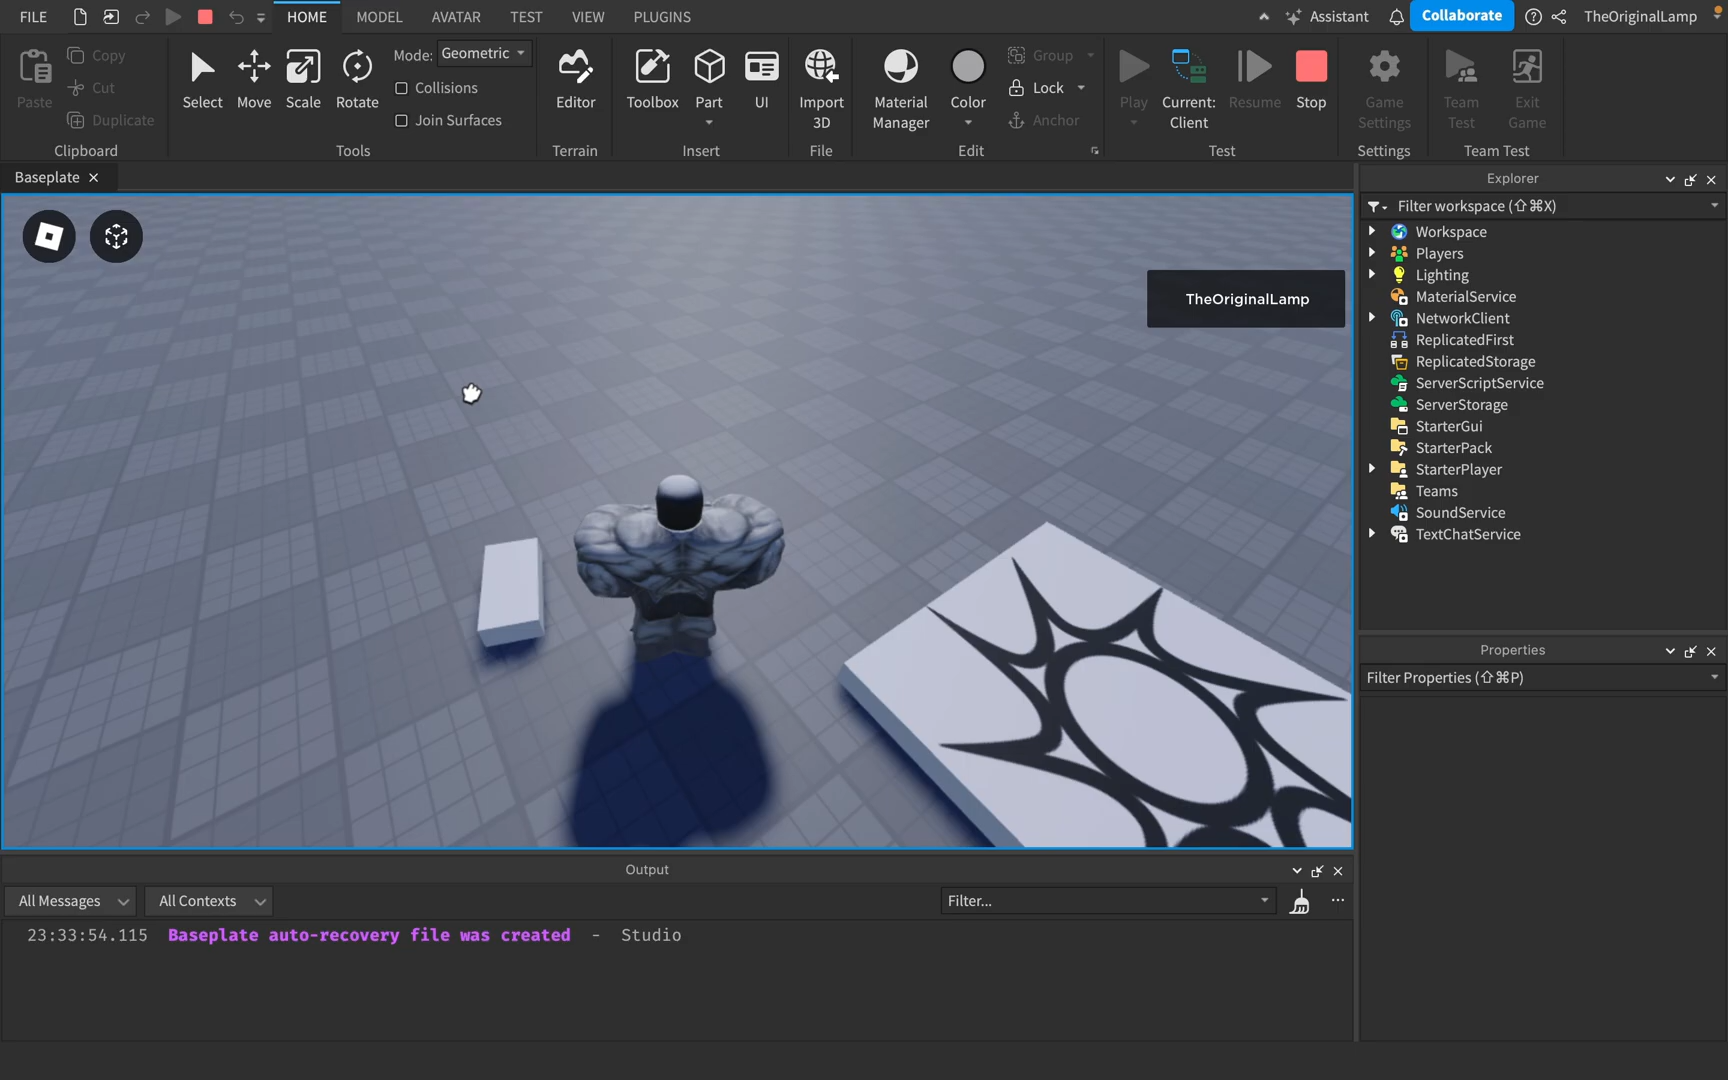 FILE HOME MODEL AVATAR TEST VIEW PLUGINS Assistant Collaborate TheOriginalLamp
Paste Copy Cut Duplicate
Clipboard
Select Move Scale Rotate
Mode: Geometric
Collisions
Join Surfaces
Tools
Editor
Terrain
Toolbox Part UI
Insert
Import
3D
File
Material
Manager
Color
Group
Lock
Anchor
Edit
Play
Current:
Client
Resume Stop
Test
Game
Settings
Settings
Team
Test
Exit
Game
Team Test
Baseplate
TheOriginalLamp
Explorer
Filter workspace (⇧⌘X)
Workspace
Players
Lighting
MaterialService
NetworkClient
ReplicatedFirst
ReplicatedStorage
ServerScriptService
ServerStorage
StarterGui
StarterPack
StarterPlayer
Teams
SoundService
TextChatService
Properties
Filter Properties (⇧⌘P)
Output
All Messages All Contexts Filter...
23:33:54.115 Baseplate auto-recovery file was created - Studio